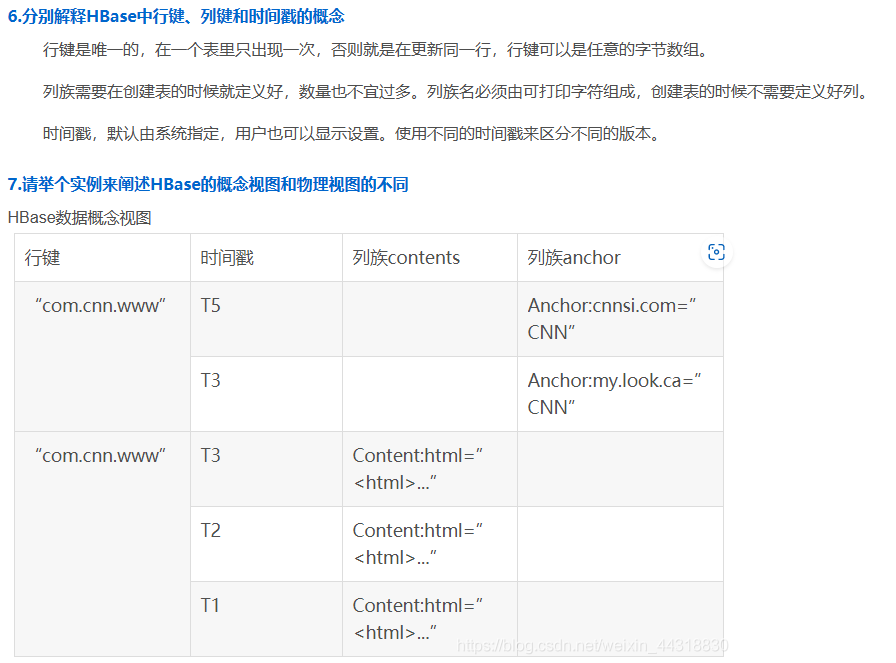 6.分别解释HBase中行键、列键和时间戳的概念
行键是唯一的，在一个表里只出现一次，否则就是在更新同一行，行键可以是任意的字节数组。
列族需要在创建表的时候就定义好，数量也不宜过多。列族名必须由可打印字符组成，创建表的时候不需要定义好列。
时间戳，默认由系统指定，用户也可以显示设置。使用不同的时间戳来区分不同的版本。
7.请举个实例来阐述HBase的概念视图和物理视图的不同
HBase数据概念视图
行键 时间戳 列族contents 列族anchor
“com.cnn.www” T5 Anchor:cnnsi.com=”
CNN”
T3 Anchor:my.look.ca=”
CNN”
“com.cnn.www” T3 Content:html=”
<html>...”
T2 Content:html=”
<html>...”
T1 Content:html=”
<html>...”
https://blog.csdn.net/weixin_44318830